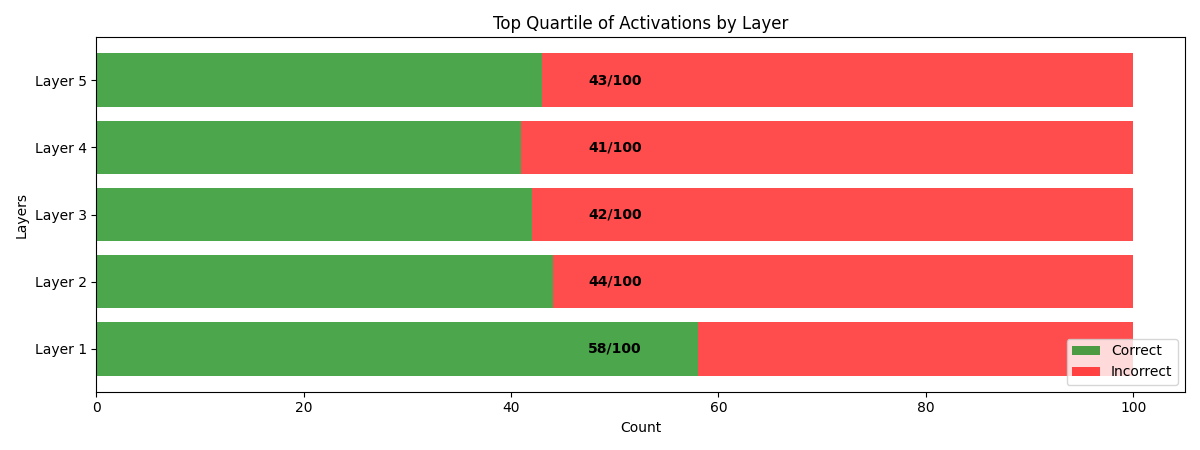 Top Quartile of Activations by Layer
Layers
Layer 5
43/100
Layer 4
41/100
Layer 3
42/100
Layer 2
44/100
Layer 1
58/100
Correct
Incorrect
0 20 40 60 80 100
Count